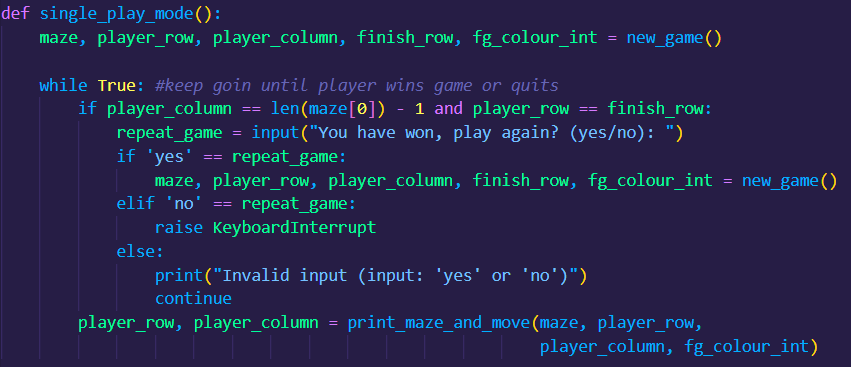 def single_play_mode():
    maze, player_row, player_column, finish_row, fg_colour_int = new_game()

    while True: #keep goin until player wins game or quits
        if player_column == len(maze[0]) - 1 and player_row == finish_row:
            repeat_game = input("You have won, play again? (yes/no): ")
            if 'yes' == repeat_game:
                maze, player_row, player_column, finish_row, fg_colour_int = new_game()
            elif 'no' == repeat_game:
                raise KeyboardInterrupt
            else:
                print("Invalid input (input: 'yes' or 'no')")
                continue
        player_row, player_column = print_maze_and_move(maze, player_row,
                                                        player_column, fg_colour_int)